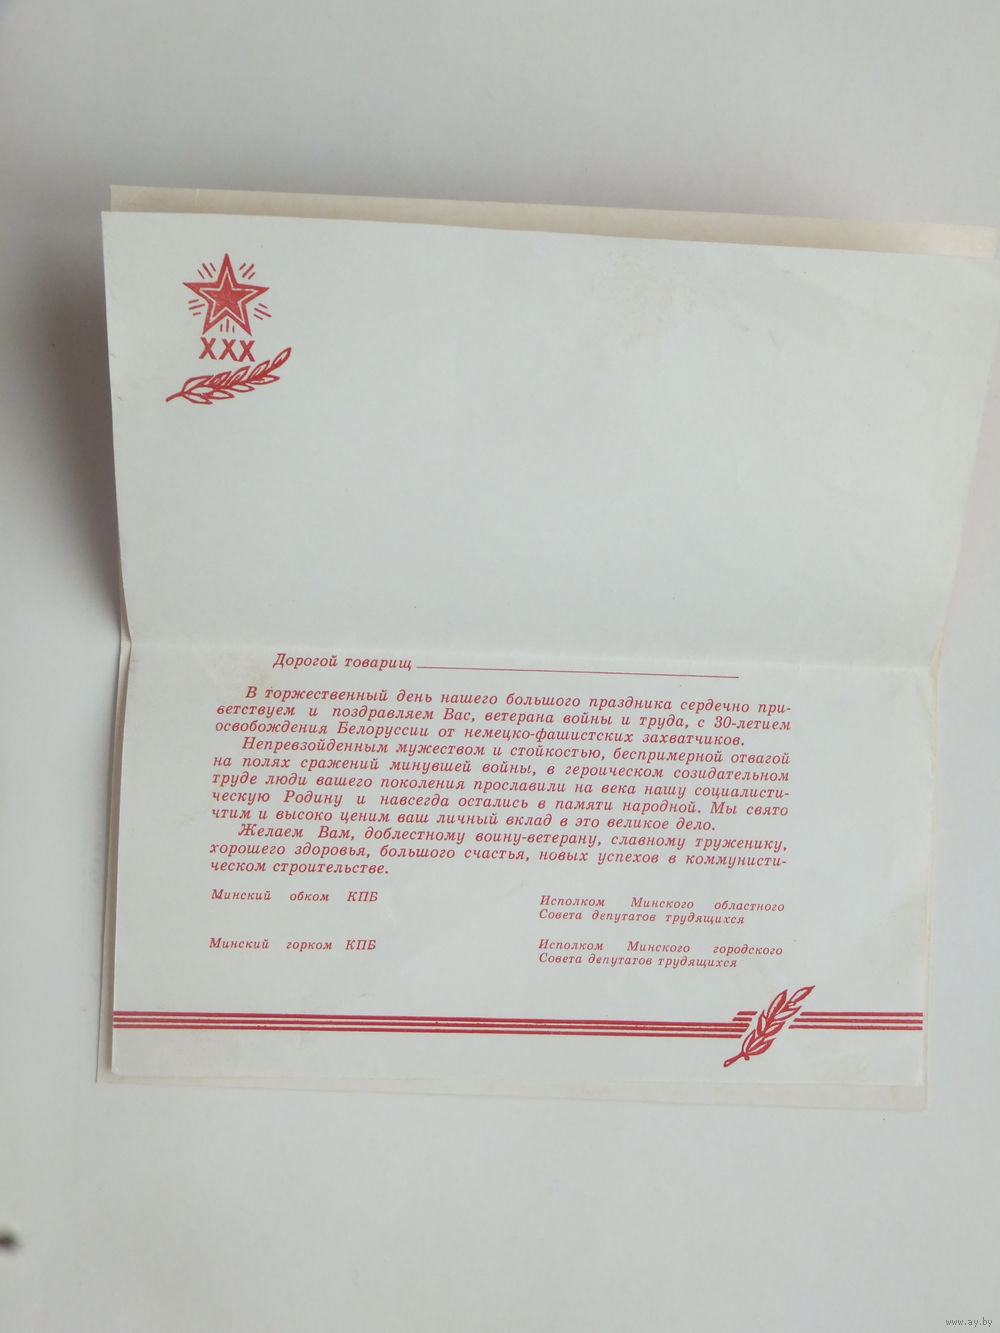 XXX
Дорогой товарищ
В торжественный день нашего большого праздника сердечно при-
ветствуем и поздравляем Вас, ветерана войны и труда, с 30-летием
освобождения Белоруссии от немецко-фашистских захватчиков.
Непревзойденным мужеством и стойкостью, беспримерной отвагой
на полях сражений минувшей войны, в героическом созидательном
труде люди вашего поколения прославили на века нашу социалисти-
ческую Родину и навсегда остались в памяти народной. Мы свято
чтим и высоко ценим ваш личный вклад в это великое дело.
Желаем Вам, доблестному воину-ветерану, славному труженику,
хорошего здоровья, большого счастья, новых успехов в коммунисти-
ческом строительстве.
Минский обком КПБ
Исполком Минского областного
Совета депутатов трудящихся
Минский горком КПБ
Исполком Минского городского
Совета депутатов трудящихся
www.ay.by